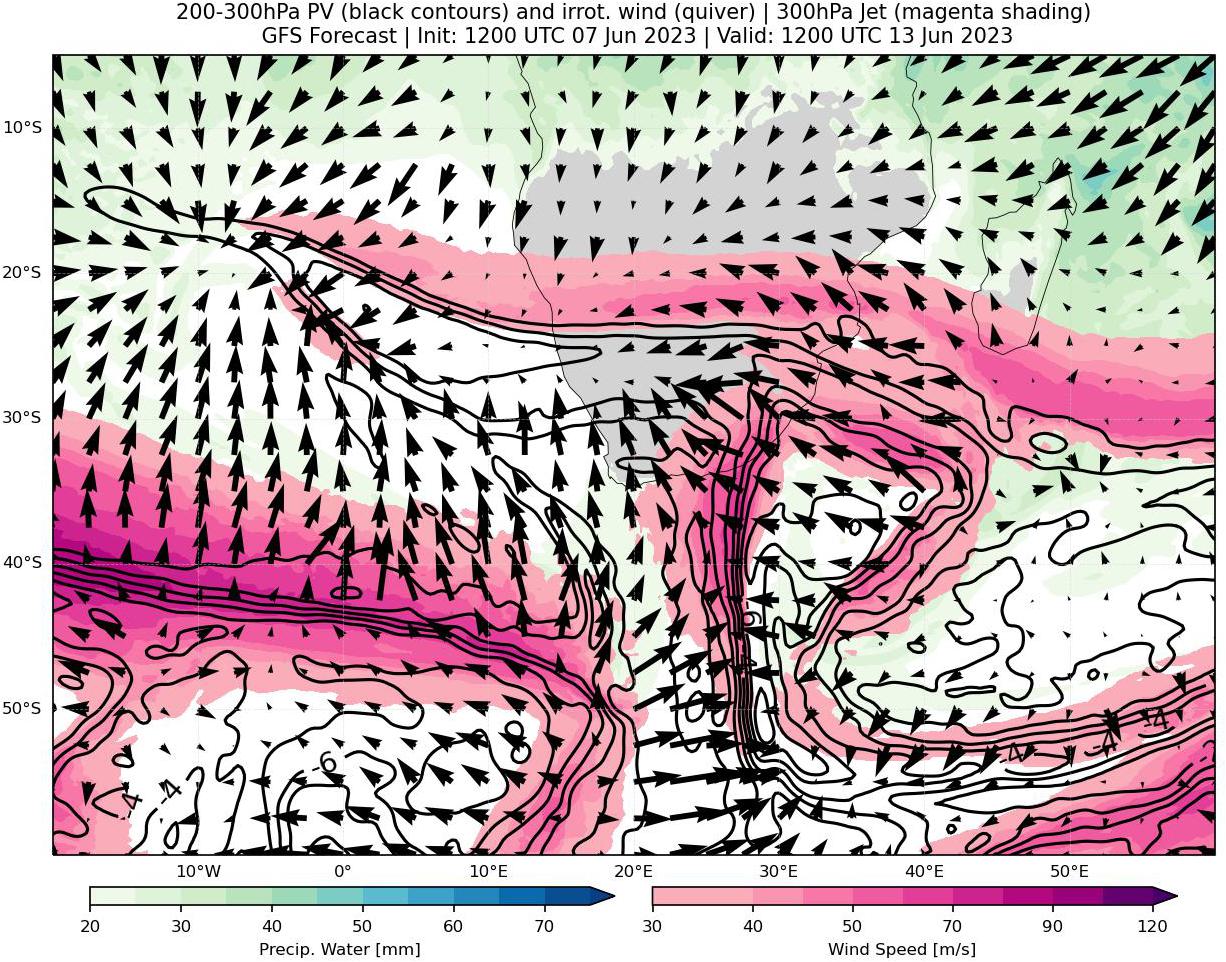 200-300hPa PV (black contours) and irrot. wind (quiver) | 300hPa Jet (magenta shading)
GFS Forecast | Init: 1200 UTC 07 Jun 2023 | Valid: 1200 UTC 13 Jun 2023
10°S
20°S
30°S
40°S
50°S
-6
-4
-4
-4
-4
-6
-4
-4
10°W 0° 10°E 20°E 30°E 40°E 50°E
20 30 40 50 60 70
30 40 50 70 90 120
Precip. Water [mm]
Wind Speed [m/s]